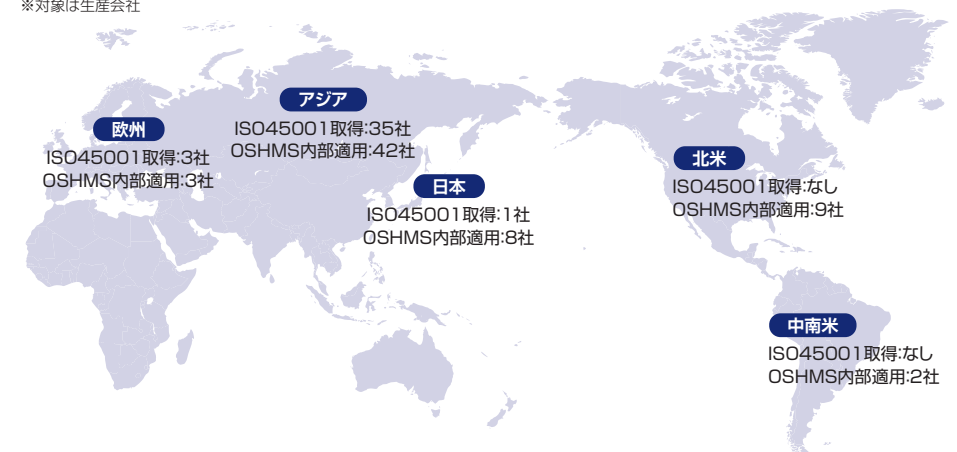 ※対象は生産会社
アジア
ISO45001取得:35社
OSHMS内部適用:42社
欧州
ISO45001取得:3社
OSHMS内部適用:3社
日本
ISO45001取得:1社
OSHMS内部適用:8社
北米
ISO45001取得:なし
OSHMS内部適用:9社
中南米
ISO45001取得:なし
OSHMS内部適用:2社